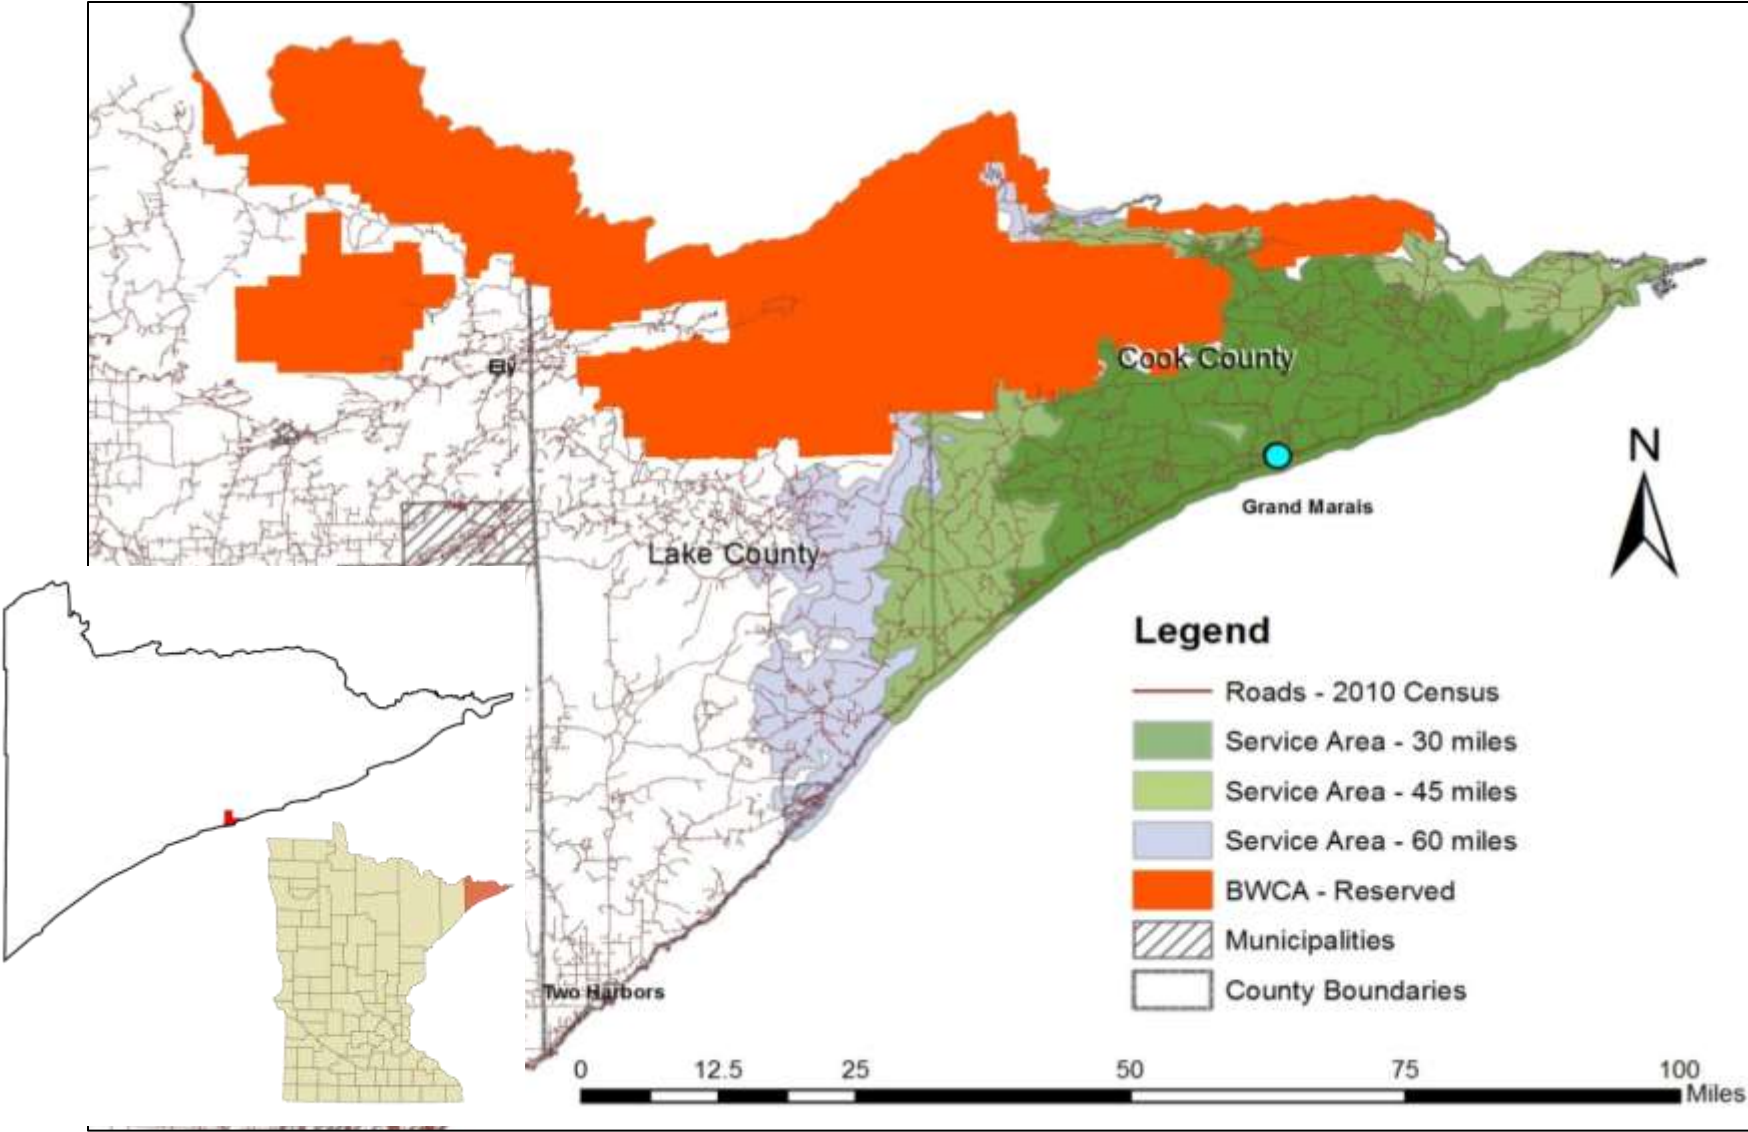 Ely
Cook County
N
Grand Marais
Lake County
Legend
Roads - 2010 Census
Service Area - 30 miles
Service Area - 45 miles
Service Area - 60 miles
BWCA - Reserved
Municipalities
County Boundaries
Two Harbors
0 12.5 25 50 75 100
Miles